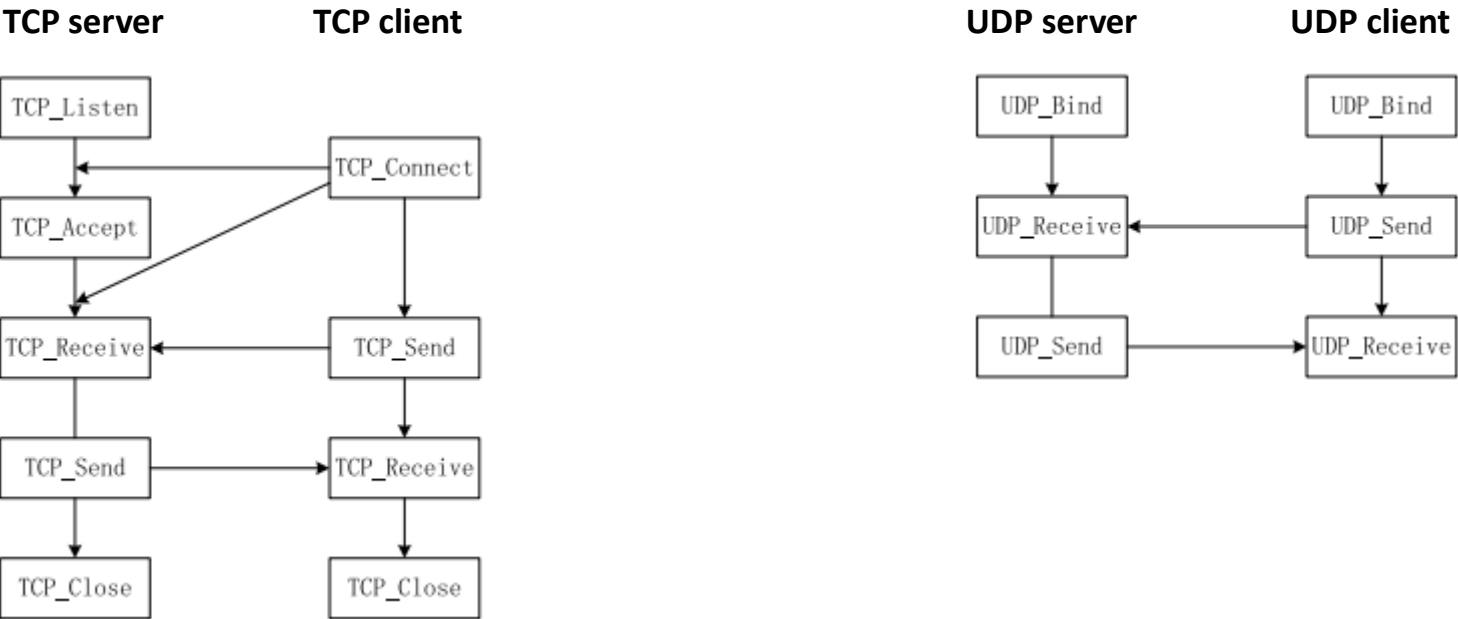 TCP server TCP client UDP server UDP client
TCP_Listen UDP_Bind UDP_Bind
TCP_Connect
TCP_Accept UDP_Receive UDP_Send
TCP_Receive TCP_Send UDP_Send UDP_Receive
TCP_Send TCP_Receive
TCP_Close TCP_Close